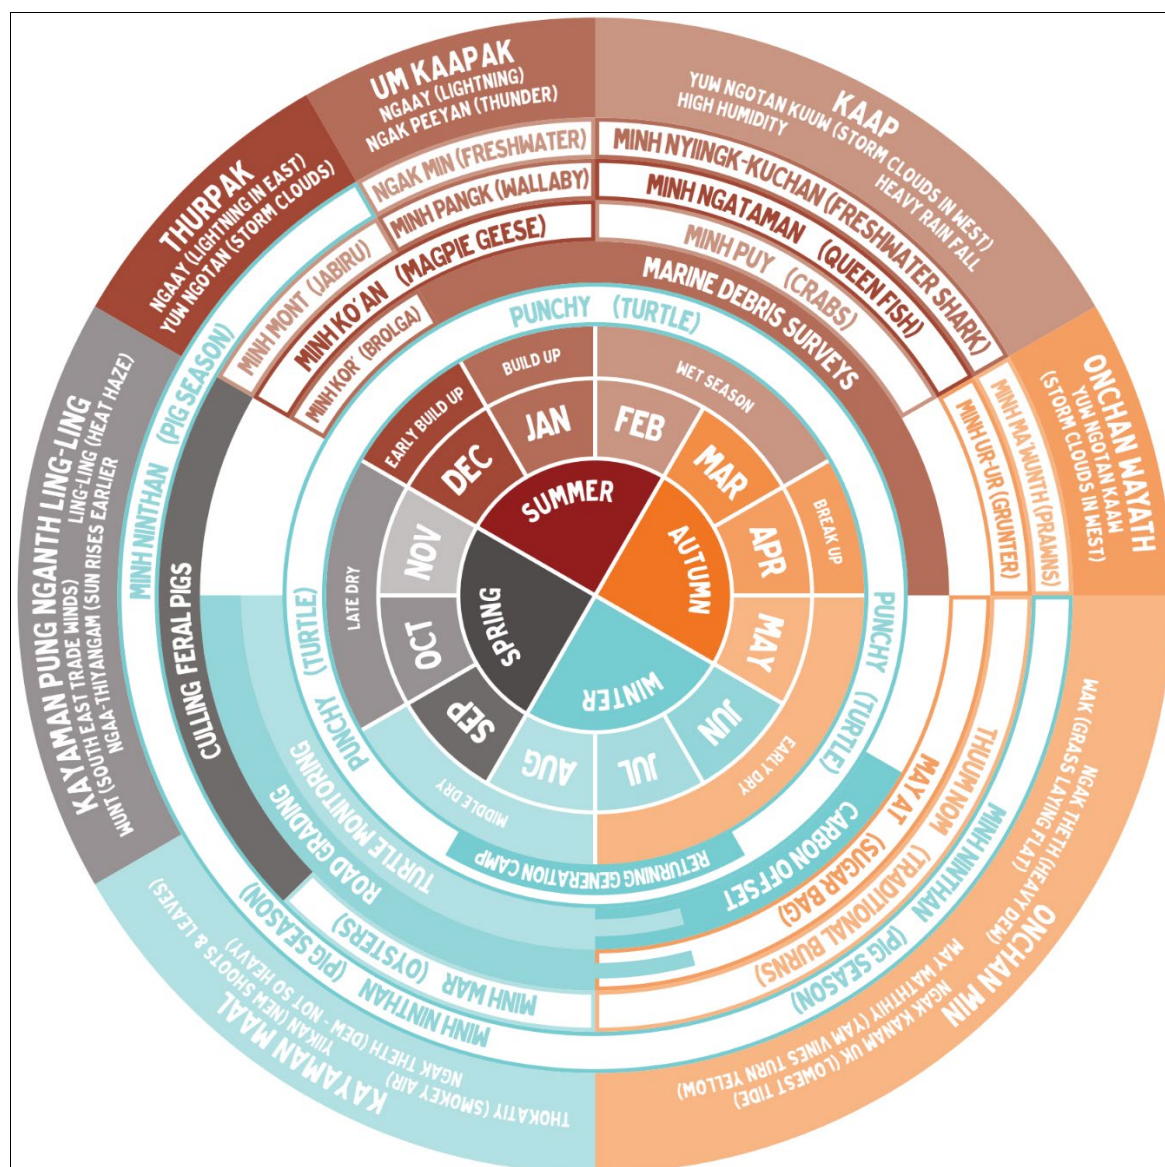 UM KAAPAK
NGAAY (LIGHTNING)
NGAK PEEYAN (THUNDER)
KAAP
YUW NGOTAN KUUW (STORM CLOUDS IN WEST)
HIGH HUMIDITY
HEAVY RAIN FALL
ONCHAN WAYATH
YUW NGOTAN KAAW
(STORM CLOUDS IN WEST)
ONCHAN MIN
NGAK THETH (HEAVY DEW)
WAK (GRASS LAYING FLAT)
NGAK KANAM UK (LOWEST TIDE)
MAY WATHTHIY (YAM VINES TURN YELLOW)
KAYAMAN MAAL
THOKATIY (SMOKEY AIR)
YIIKAN (NEW SHOOTS & LEAVES)
NGAK THETH (DEW - NOT SO HEAVY)
KAYAMAN PUNG NGANTH LING-LING
LING-LING (HEAT HAZE)
WUNT (SOUTH EAST TRADE WINDS)
NGAA-THIYANGAM (SUN RISES EARLIER
THURPAK
NGAAY (LIGHTNING IN EAST)
YUW NGOTAN (STORM CLOUDS)
NGAK MIN (FRESHWATER)
MINH PANGK (WALLABY)
MINH KO'AN (MAGPIE GEESE)
MINH MONT (JABIRU)
MINH KOR' (BROLGA)
MINH NYIINGK-KUCHAN (FRESHWATER SHARK)
MINH NGATAMAN (QUEENFISH)
MINH PUY (CRABS)
MARINE DEBRIS SURVEYS
MINH MA'WUNTH (PRAWNS)
MINH UR-UR (GRUNTER)
MINH NINTHAN (PIG SEASON)
THUUM NOM (TRADITIONAL BURNS)
MAY AT (SUGAR BAG)
CARBON OFFSET
RETURNING GENERATION CAMP
MINH NINTHAN (PIG SEASON)
MINH WAR (OYSTERS)
ROAD GRADING
TURTLE MONITORING
CULLING FERAL PIGS
MINH NINTHAN (PIG SEASON)
PUNCHY (TURTLE)
PUNCHY (TURTLE)
PUNCHY (TURTLE)
EARLY BUILD UP
BUILD UP
WET SEASON
BREAK UP
EARLY DRY
MIDDLE DRY
LATE DRY
JAN
FEB
MAR
APR
MAY
JUN
JUL
AUG
SEP
OCT
NOV
DEC
SUMMER
AUTUMN
WINTER
SPRING